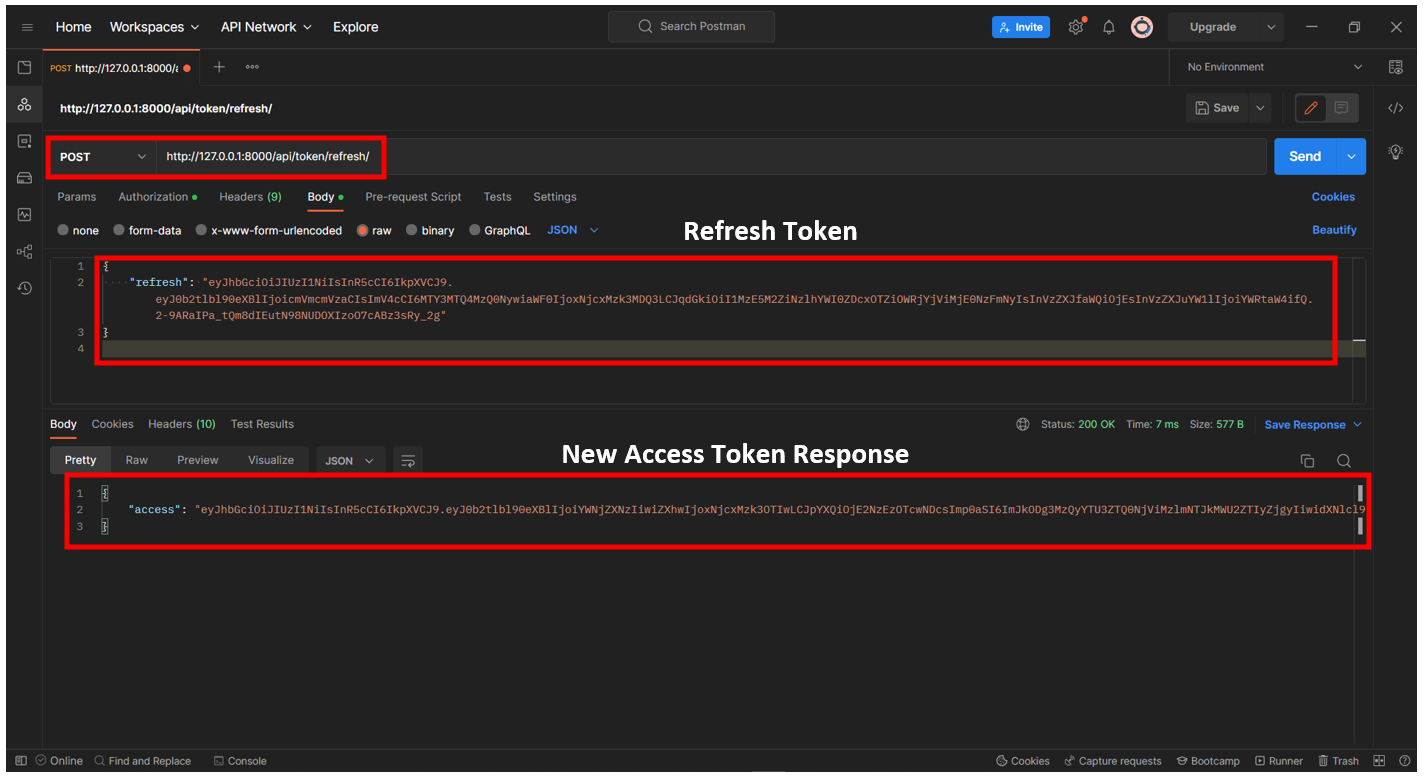 Home Workspaces API Network Explore Search Postman Invite Upgrade
POST http://127.0.0.1:8000/a No Environment
http://127.0.0.1:8000/api/token/refresh/ Save
POST http://127.0.0.1:8000/api/token/refresh/ Send
Params Authorization Headers (9) Body Pre-request Script Tests Settings Cookies
none form-data x-www-form-urlencoded raw binary GraphQL JSON Beautify
Refresh Token
1 {
2 "refresh": "eyJhbGciOiJIUzI1NiIsInR5cCI6IkpXVCJ9.
eyJ0b2tlbl90eXBlIjoicmVmcmVzaCIsImV4cCI6MTY3MTQ4MzQ0NywiaWF0IjoxNjcxMzk3MDQ3LCJqdGkiOiI1MzE5M2ZiNzlhYWI0ZDcxOTZiOWRjYjViMjE0NzFmNyIsInVzZXJfaWQiOjEsInVzZXJuYW1lIjoiYWRtaW4ifQ.
2-9ARaIPa_tQm8dIEutN98NUDOXIzoO7cABz3sRy_2g"
3 }
4
Body Cookies Headers (10) Test Results Status: 200 OK Time: 7 ms Size: 577 B Save Response
Pretty Raw Preview Visualize JSON
New Access Token Response
1 {
2 "access": "eyJhbGciOiJIUzI1NiIsInR5cCI6IkpXVCJ9.eyJ0b2tlbl90eXBlIjoiYWNjZXNzIiwiZXhwIjoxNjcxMzk3OTIwLCJpYXQiOjE2NzEzOTcwNDcsImp0aSI6ImJkODg3MzQyYTU3ZTQ0NjViMzlmNTJkMWU2ZTIyZjgyIiwidXNlcl9
3 }
Online Find and Replace Console Cookies Capture requests Bootcamp Runner Trash